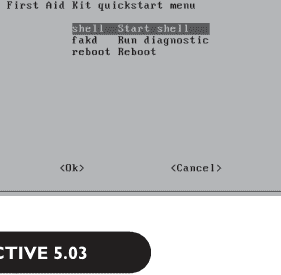 First Aid Kit quickstart menu
shell Start shell
fakd Run diagnostic
reboot Reboot
<Ok> <Cancel>
CTIVE 5.03